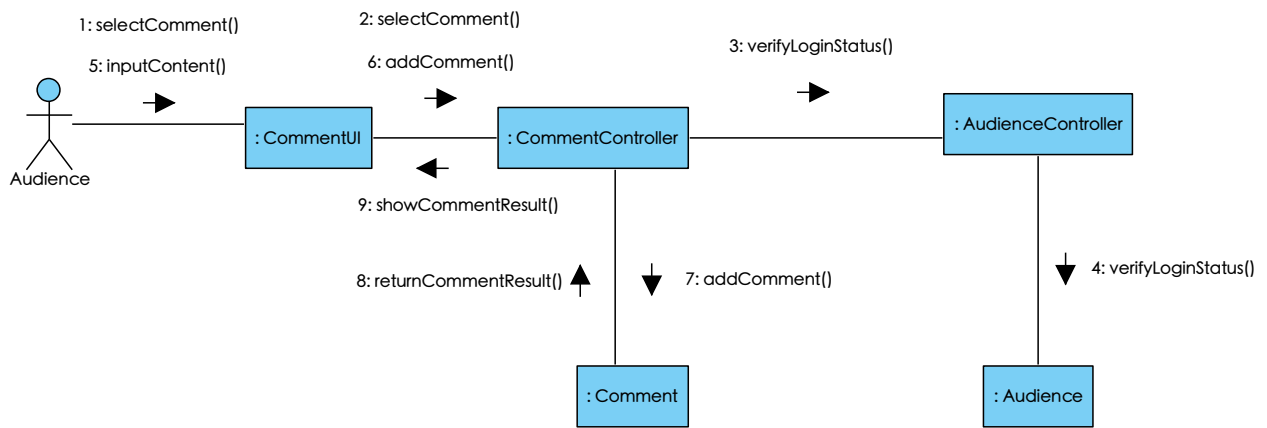 1: selectComment()
2: selectComment()
3: verifyLoginStatus()
5: inputContent()
6: addComment()
: CommentUI
: CommentController
: AudienceController
Audience
9: showCommentResult()
8: returnCommentResult()
7: addComment()
4: verifyLoginStatus()
: Comment
: Audience